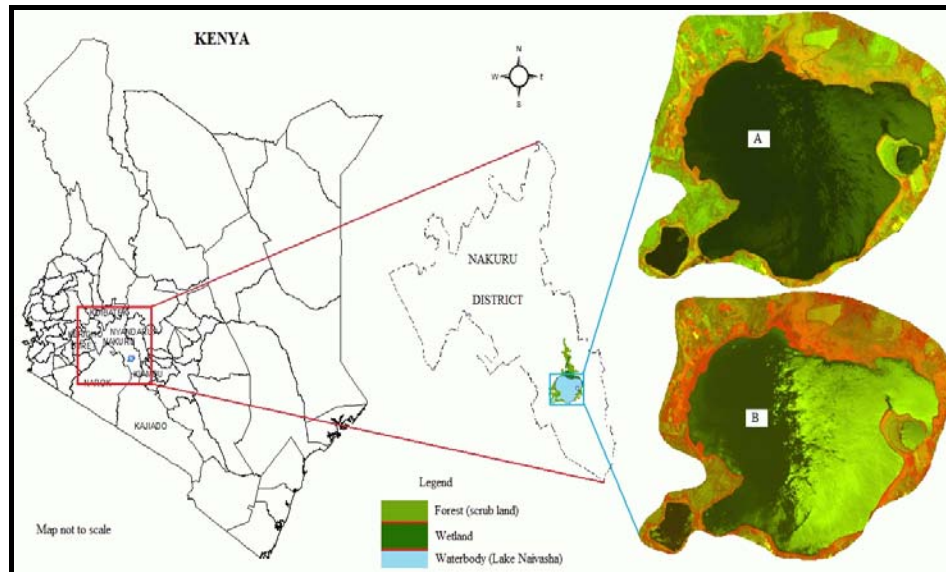 KENYA
N
W E
S
A
NAKURU
DISTRICT
NYANDARUA
NAKURU
NAROK
KAJIADO
B
Legend
Forest (scrub land)
Wetland
Waterbody (Lake Naivasha)
Map not to scale